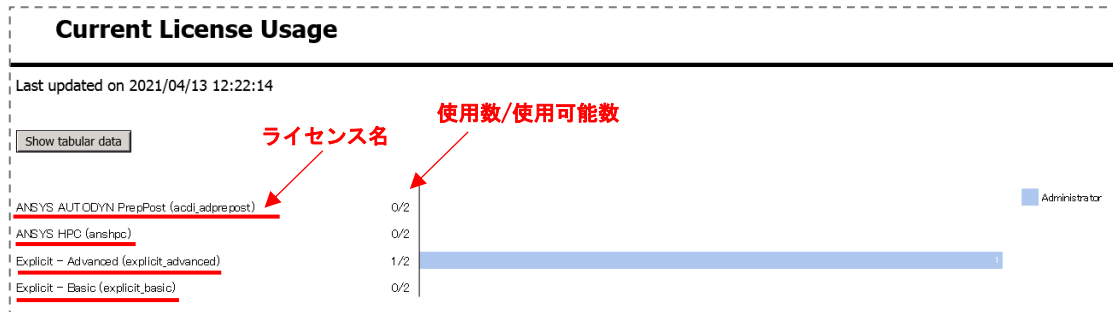 Current License Usage
Last updated on 2021/04/13 12:22:14
使用数/使用可能数
Show tabular data
ライセンス名
ANSYS AUTODYN PrepPost (acdi_adprepost) 0/2
Administrator
ANSYS HPC (anshpc) 0/2
Explicit - Advanced (explicit_advanced) 1/2 1
Explicit - Basic (explicit_basic) 0/2